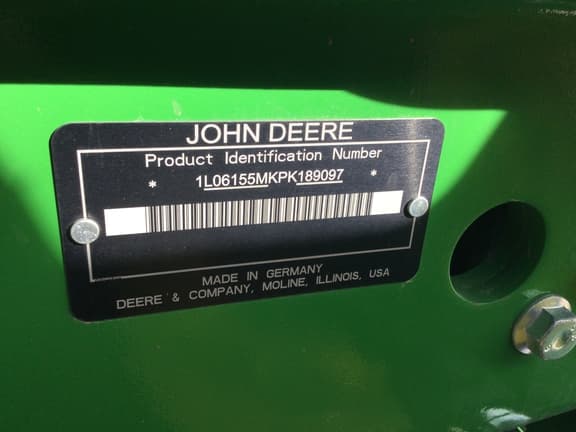 JOHN DEERE
Product Identification Number
* 1L06155MKPK189097 *
MADE IN GERMANY
DEERE & COMPANY, MOLINE, ILLINOIS, USA